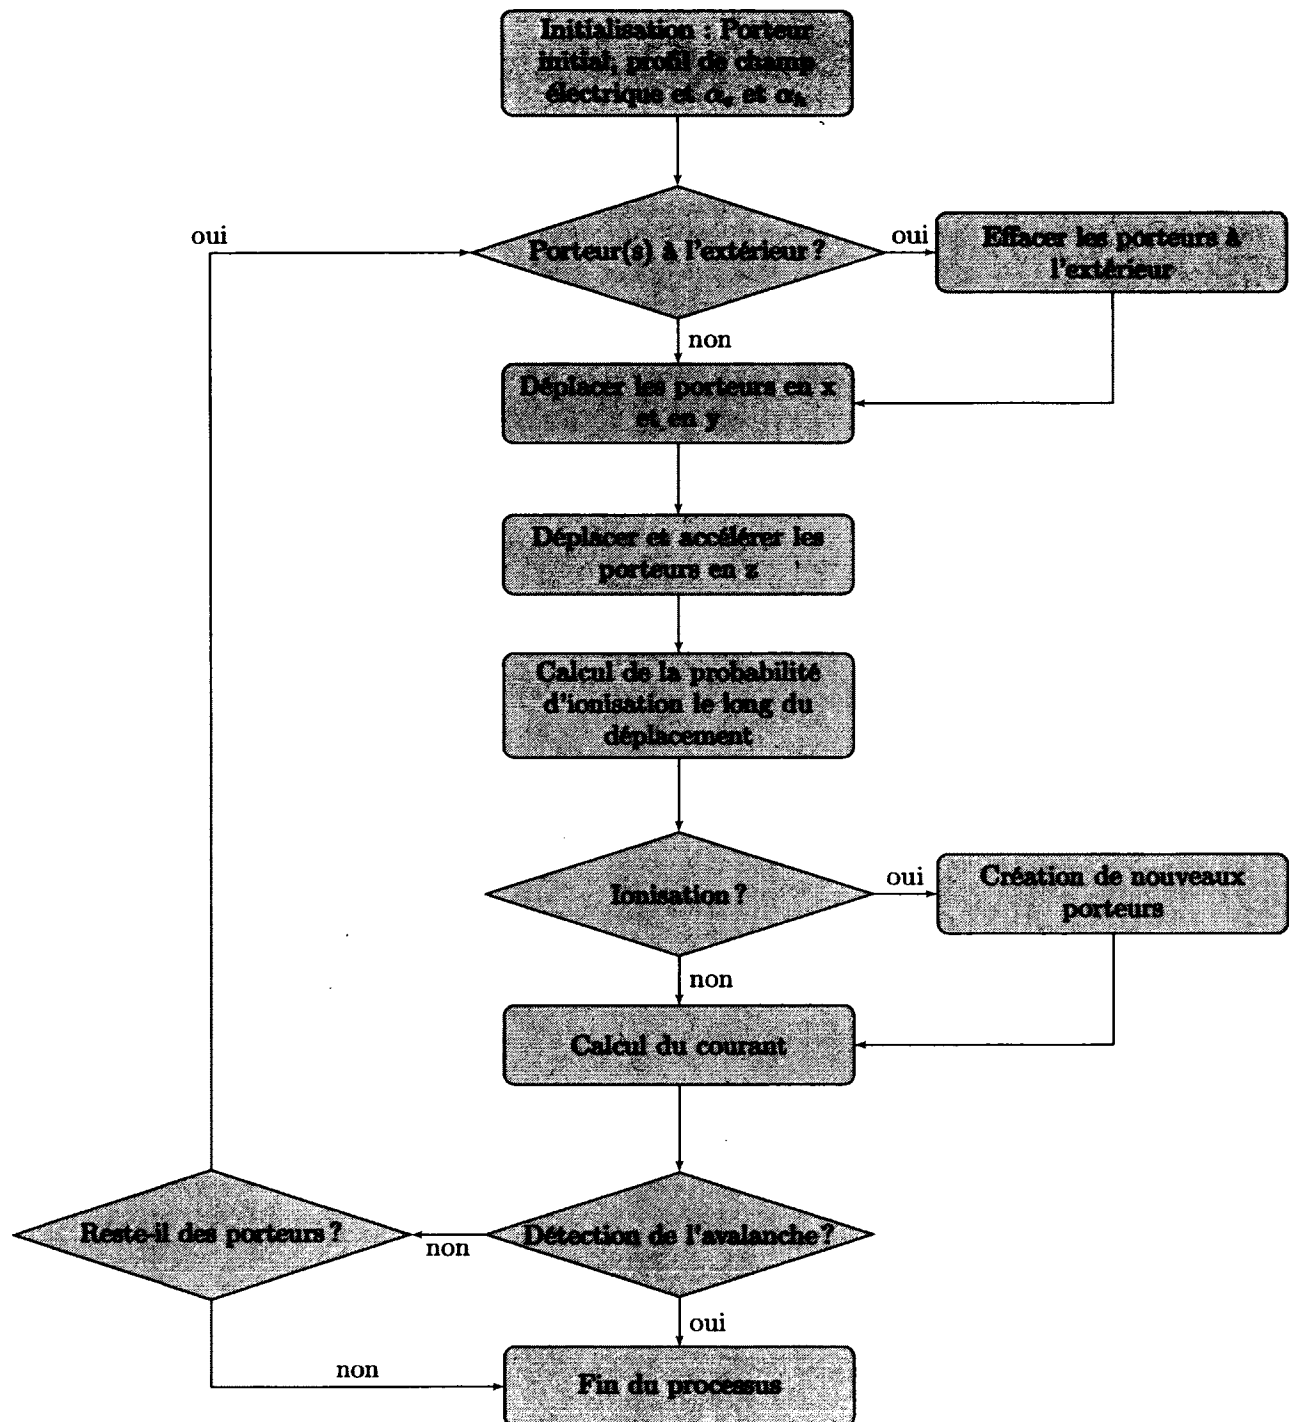 Initialisation : Porteur
initial, profil de champ
électrique et αe et αh
oui
Porteur(s) à l'extérieur ?
oui
Effacer les porteurs à
l'extérieur
non
Déplacer les porteurs en x
et en y
Déplacer et accélérer les
porteurs en z
Calcul de la probabilité
d'ionisation le long du
déplacement
Ionisation ?
oui
Création de nouveaux
porteurs
non
Calcul du courant
Reste-il des porteurs ?
non
Détection de l'avalanche ?
oui
non
Fin du processus